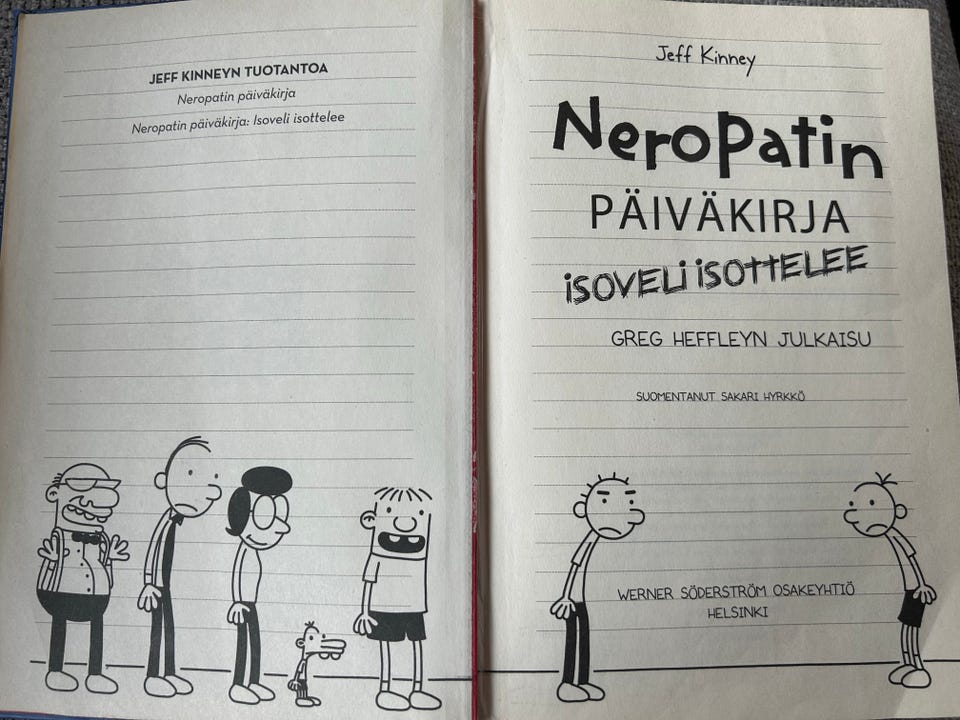 JEFF KINNEYN TUOTANTOA
Neropatin päiväkirja
Neropatin päiväkirja: Isoveli isottelee
Jeff Kinney
Neropatin
PÄIVÄKIRJA
iSOVELi iSOTTELEE
GREG HEFFLEYN JULKAISU
SUOMENTANUT SAKARI HYRKKÖ
WERNER SÖDERSTRÖM OSAKEYHTIÖ
HELSINKI